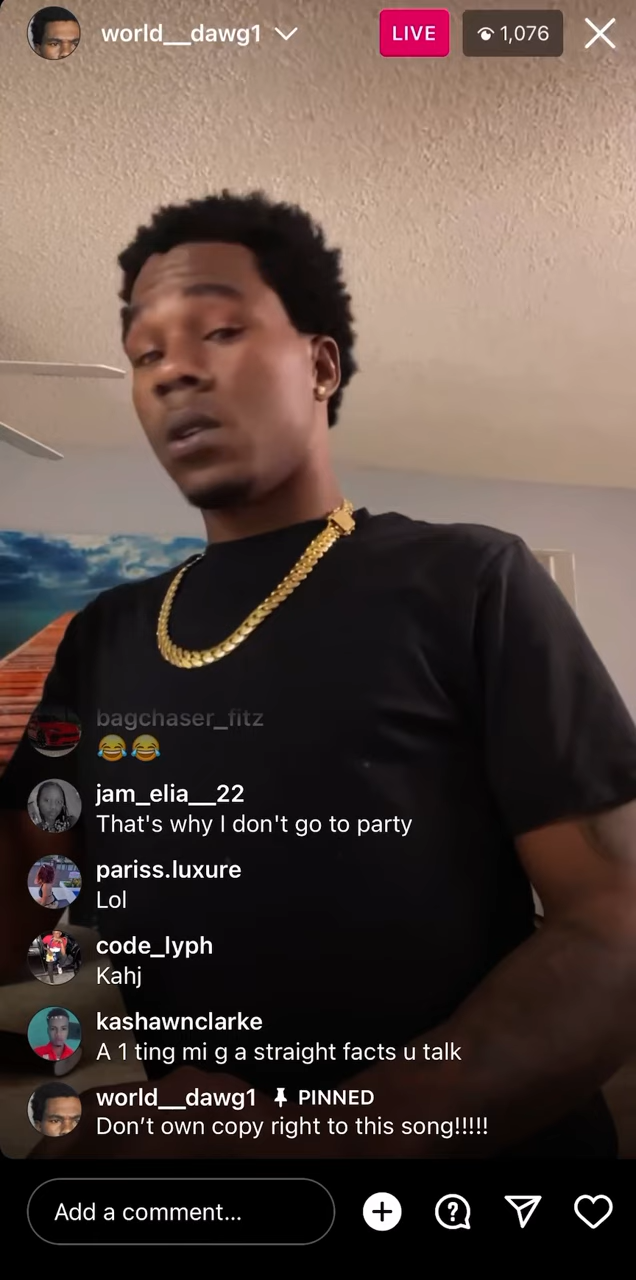 world__dawg1
LIVE
1,076
bagchaser_fitz
😂😂
jam_elia__22
That's why I don't go to party
pariss.luxure
Lol
code_lyph
Kahj
kashawnclarke
A 1 ting mi g a straight facts u talk
world__dawg1 PINNED
Don’t own copy right to this song!!!!!
Add a comment...